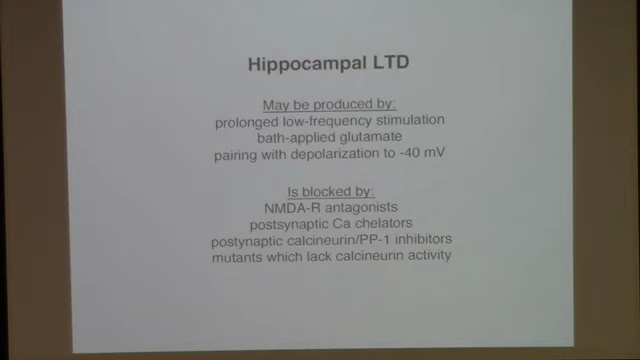 Hippocampal LTD
May be produced by:
prolonged low-frequency stimulation
bath-applied glutamate
pairing with depolarization to -40 mV
Is blocked by:
NMDA-R antagonists
postsynaptic Ca chelators
postynaptic calcineurin/PP-1 inhibitors
mutants which lack calcineurin activity